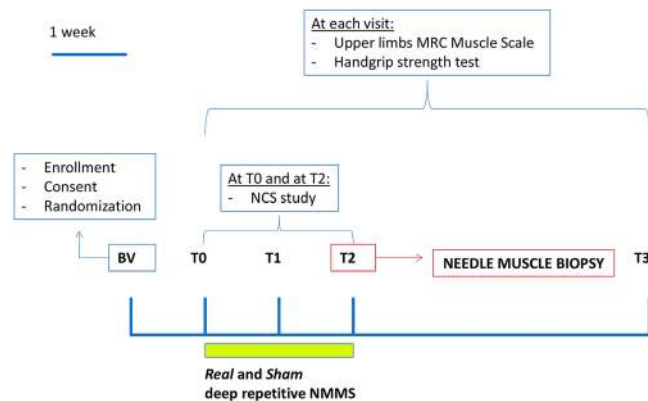 At each visit:
- Upper limbs MRC Muscle Scale
- Handgrip strength test
1 week
- Enrollment
- Consent
- Randomization
At T0 and at T2:
- NCS study
BV T0 T1 T2 NEEDLE MUSCLE BIOPSY T3
Real and Sham
deep repetitive NMMS